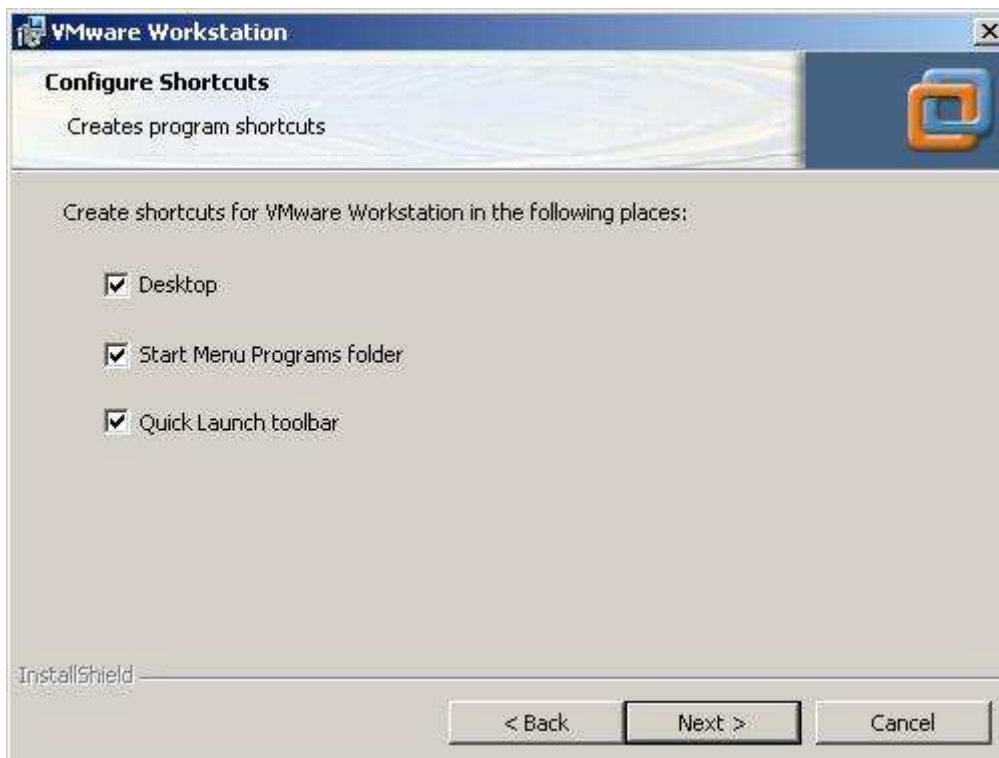 VMware Workstation
Configure Shortcuts
Creates program shortcuts
Create shortcuts for VMware Workstation in the following places:
Desktop
Start Menu Programs folder
Quick Launch toolbar
InstallShield
< Back
Next >
Cancel